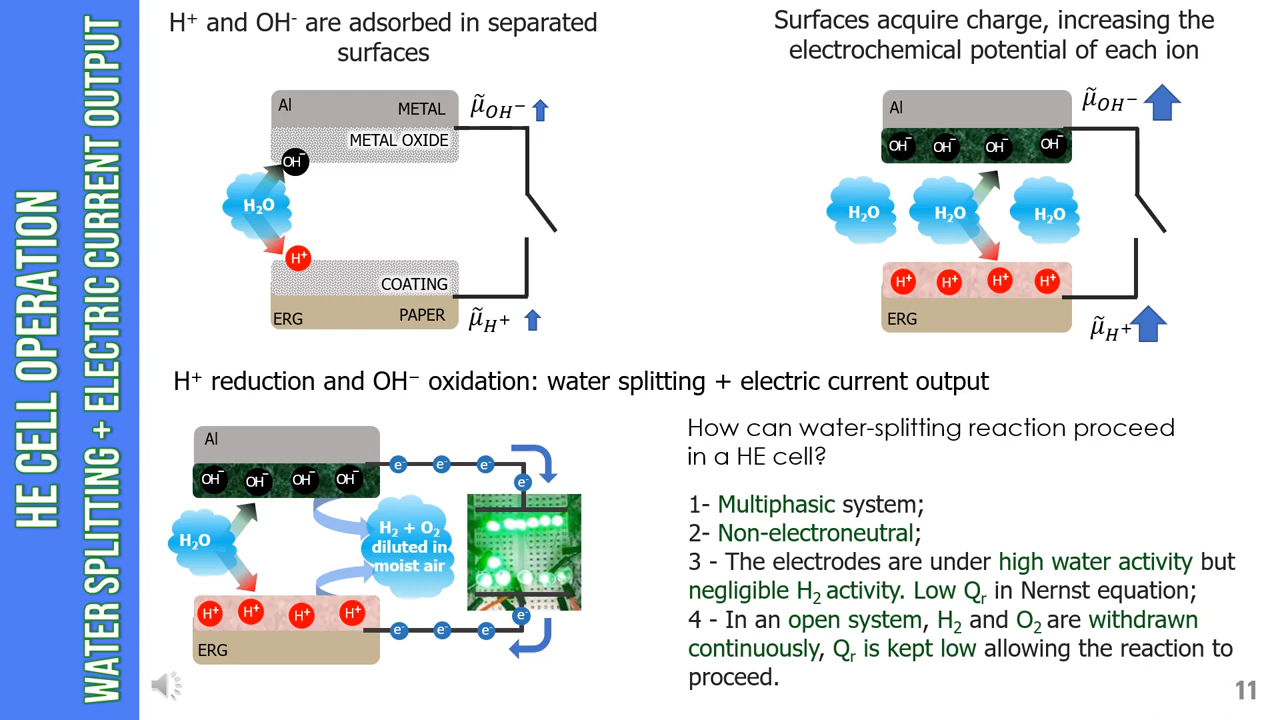 HE CELL OPERATION
WATER SPLITTING + ELECTRIC CURRENT OUTPUT
H⁺ and OH⁻ are adsorbed in separated
surfaces
Al
METAL
METAL OXIDE
μ̃OH⁻
OH⁻
H₂O
H⁺
COATING
ERG
PAPER
μ̃H⁺
Surfaces acquire charge, increasing the
electrochemical potential of each ion
Al
μ̃OH⁻
OH⁻ OH⁻ OH⁻ OH⁻
H₂O H₂O H₂O
H⁺ H⁺ H⁺ H⁺
ERG
μ̃H⁺
H⁺ reduction and OH⁻ oxidation: water splitting + electric current output
Al
OH⁻ OH⁻ OH⁻ OH⁻
e⁻ e⁻ e⁻
e⁻
H₂O
H₂ + O₂
diluted in
moist air
H⁺ H⁺ H⁺ H⁺
e⁻
e⁻ e⁻ e⁻
ERG
How can water-splitting reaction proceed
in a HE cell?
1- Multiphasic system;
2- Non-electroneutral;
3 - The electrodes are under high water activity but
negligible H₂ activity. Low Qᵣ in Nernst equation;
4 - In an open system, H₂ and O₂ are withdrawn
continuously, Qᵣ is kept low allowing the reaction to
proceed.
11